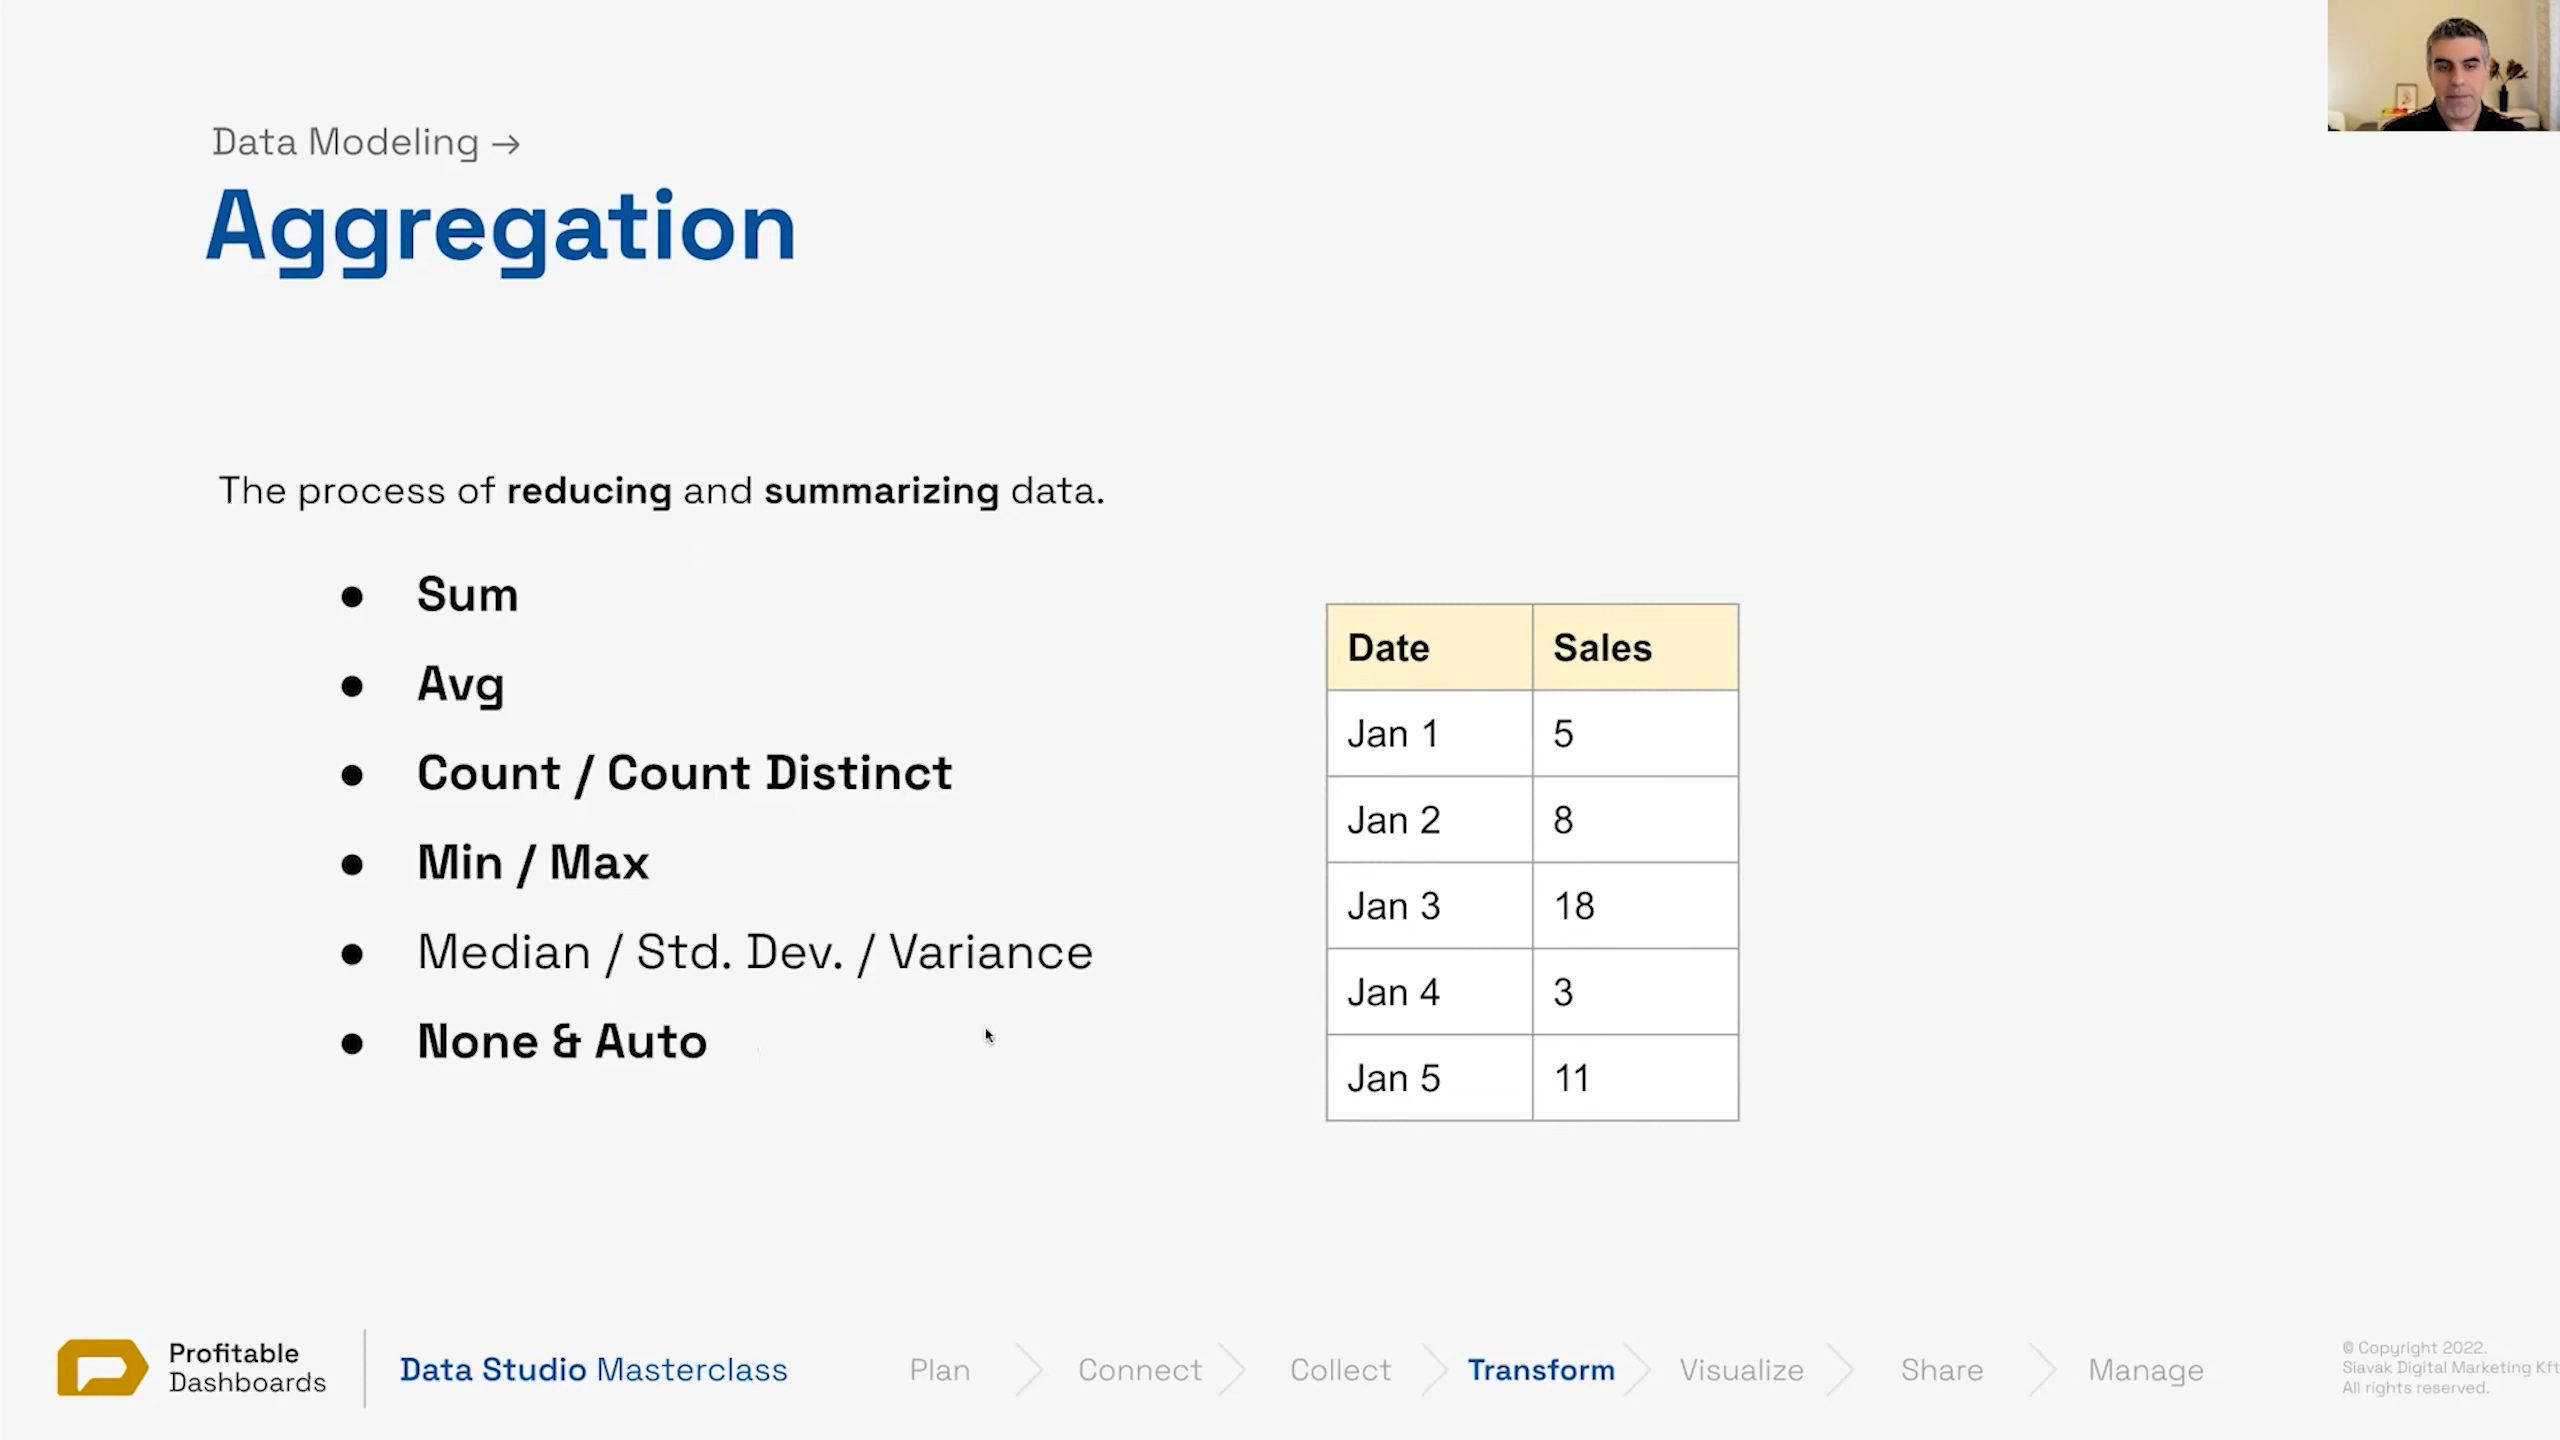 Data Modeling →
Aggregation
The process of reducing and summarizing data.
● Sum
● Avg
● Count / Count Distinct
● Min / Max
● Median / Std. Dev. / Variance
● None & Auto
Date Sales
Jan 1 5
Jan 2 8
Jan 3 18
Jan 4 3
Jan 5 11
Profitable
Dashboards
Data Studio Masterclass
Plan Connect Collect Transform Visualize Share Manage
© Copyright 2022.
Siavak Digital Marketing Kft
All rights reserved.